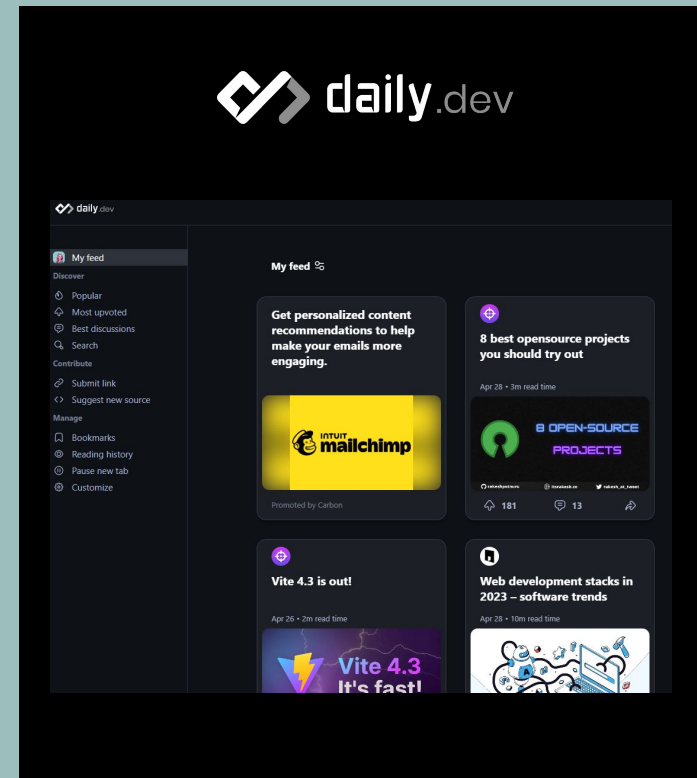 daily.dev
daily.dev
My feed
Discover
Popular
Most upvoted
Best discussions
Search
Contribute
Submit link
Suggest new source
Manage
Bookmarks
Reading history
Pause new tab
Customize
My feed
Get personalized content
recommendations to help
make your emails more
engaging.
INTUIT
mailchimp
Promoted by Carbon
8 best opensource projects
you should try out
Apr 28 • 3m read time
8 OPEN-SOURCE
PROJECTS
181
13
Vite 4.3 is out!
Apr 26 • 2m read time
Vite 4.3
It's fast!
Web development stacks in
2023 – software trends
Apr 28 • 10m read time